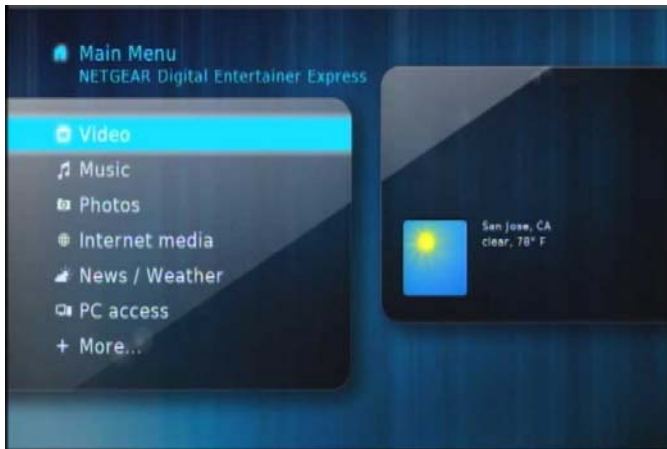 Main Menu
NETGEAR Digital Entertainer Express
Video
Music
Photos
Internet media
News / Weather
PC access
+ More...
San Jose, CA
clear, 78° F